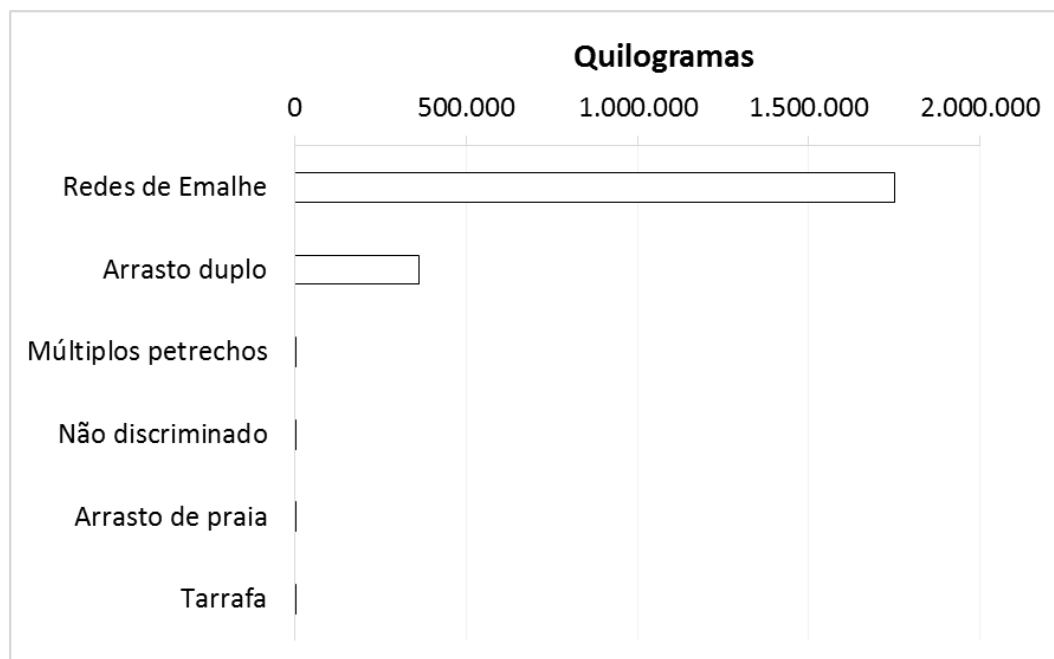 Quilogramas
0 500.000 1.000.000 1.500.000 2.000.000
Redes de Emalhe
Arrasto duplo
Múltiplos petrechos
Não discriminado
Arrasto de praia
Tarrafa